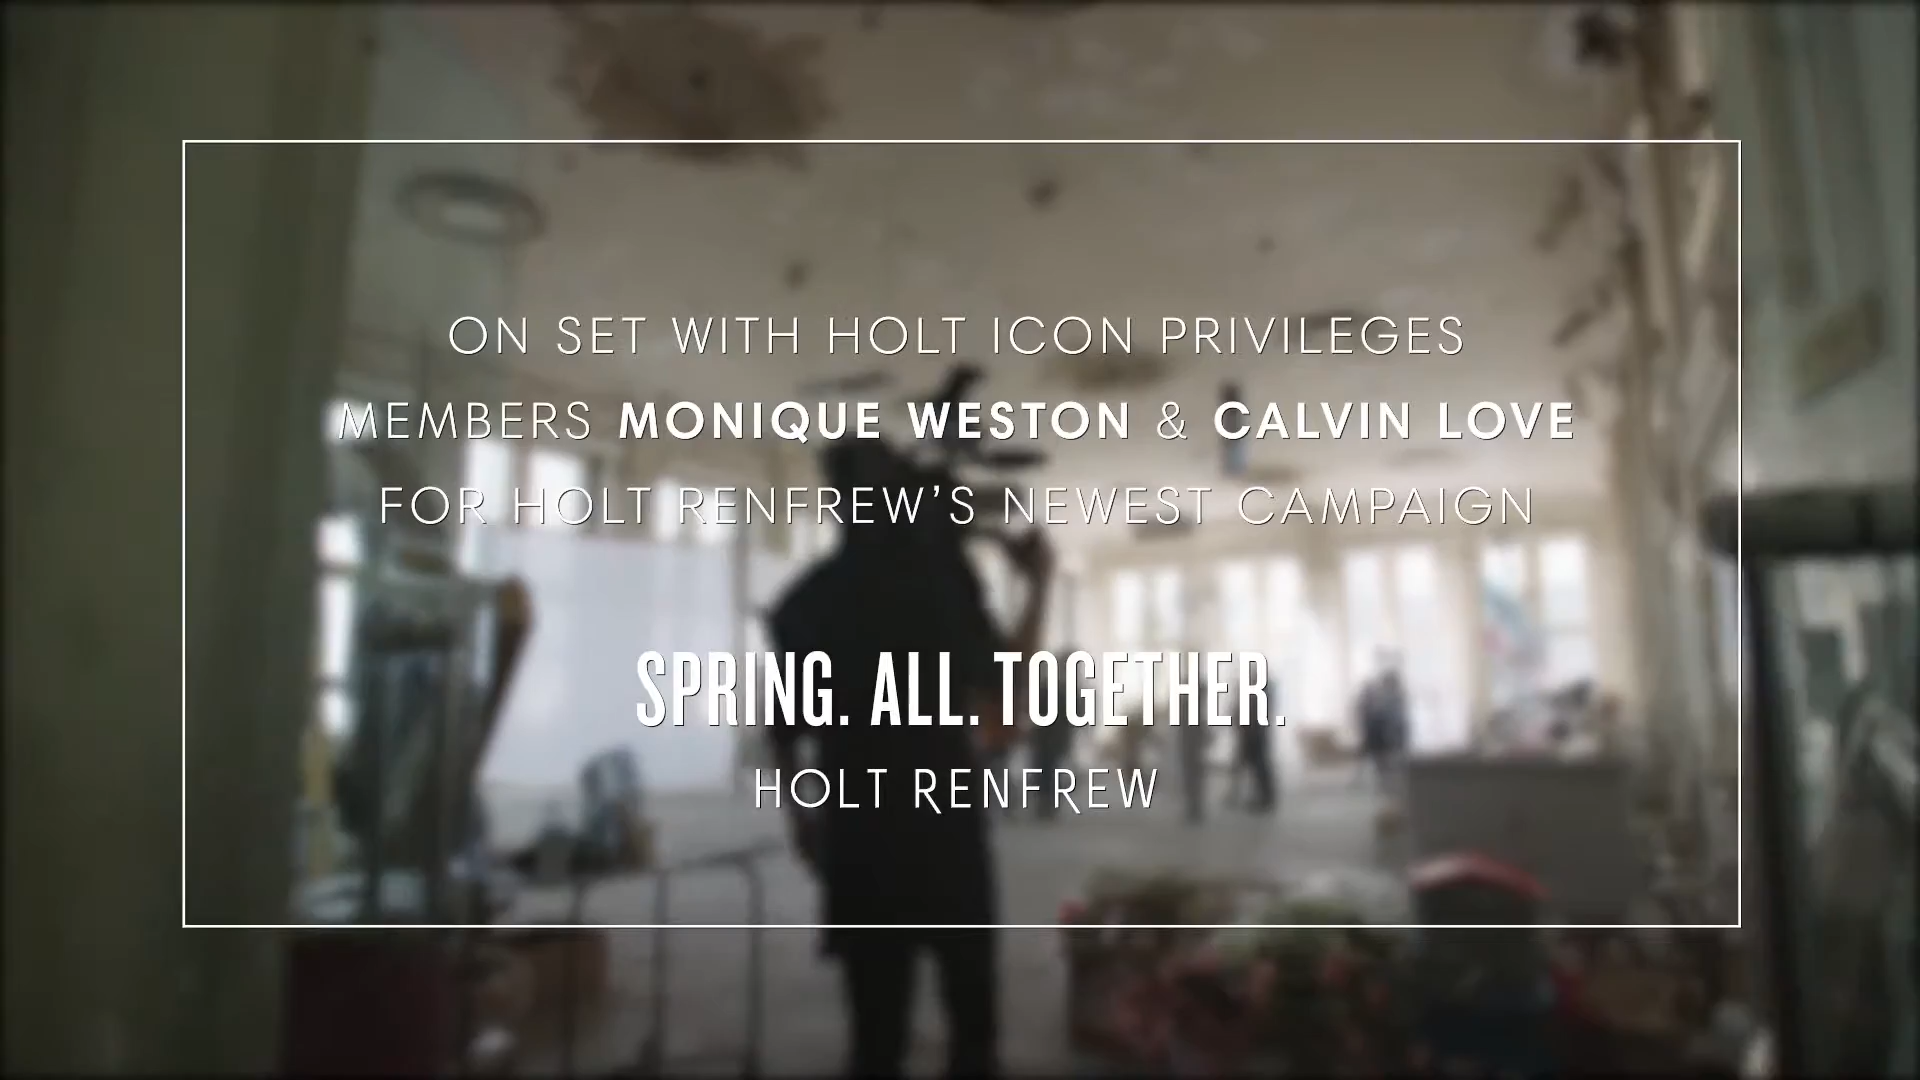 ON SET WITH HOLT ICON PRIVILEGES
MEMBERS MONIQUE WESTON & CALVIN LOVE
FOR HOLT RENFREW’S NEWEST CAMPAIGN
SPRING. ALL. TOGETHER.
HOLT RENFREW